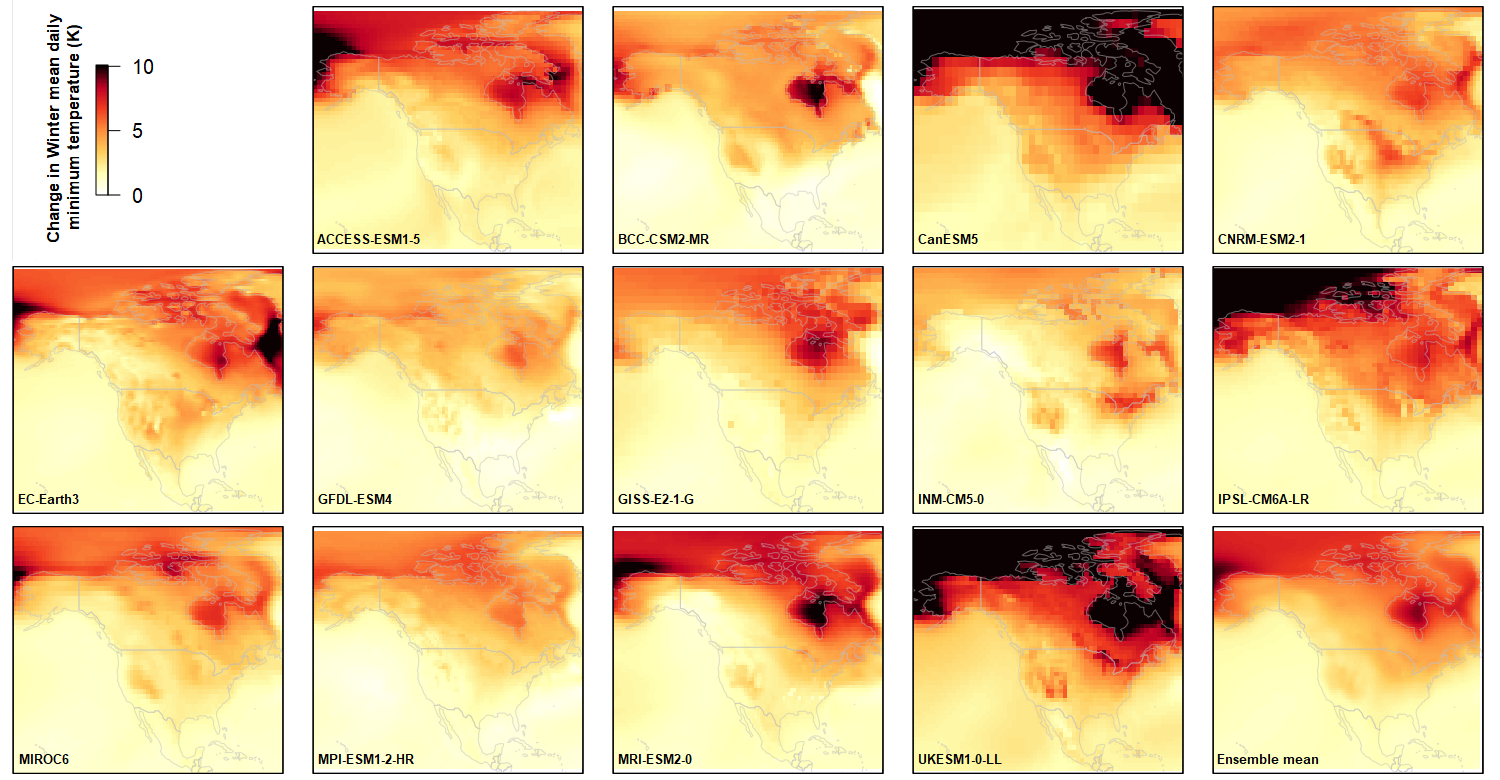 Change in Winter mean daily
minimum temperature (K)
10
5
0
ACCESS-ESM1-5
BCC-CSM2-MR
CanESM5
CNRM-ESM2-1
EC-Earth3
GFDL-ESM4
GISS-E2-1-G
INM-CM5-0
IPSL-CM6A-LR
MIROC6
MPI-ESM1-2-HR
MRI-ESM2-0
UKESM1-0-LL
Ensemble mean